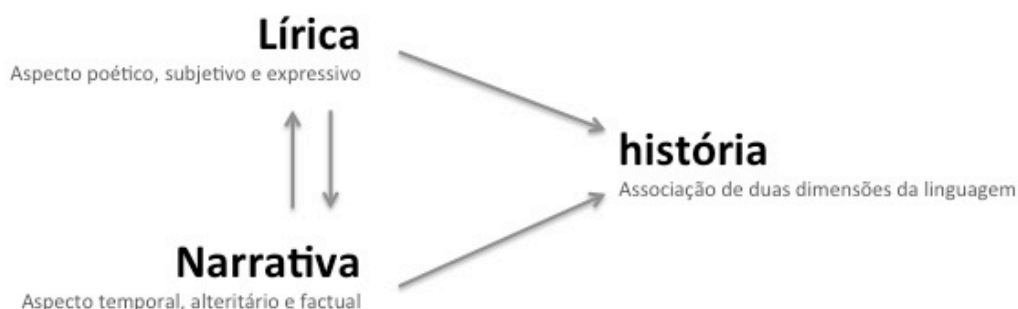 Lírica
Aspecto poético, subjetivo e expressivo
história
Associação de duas dimensões da linguagem
Narrativa
Aspecto temporal, alteritário e factual